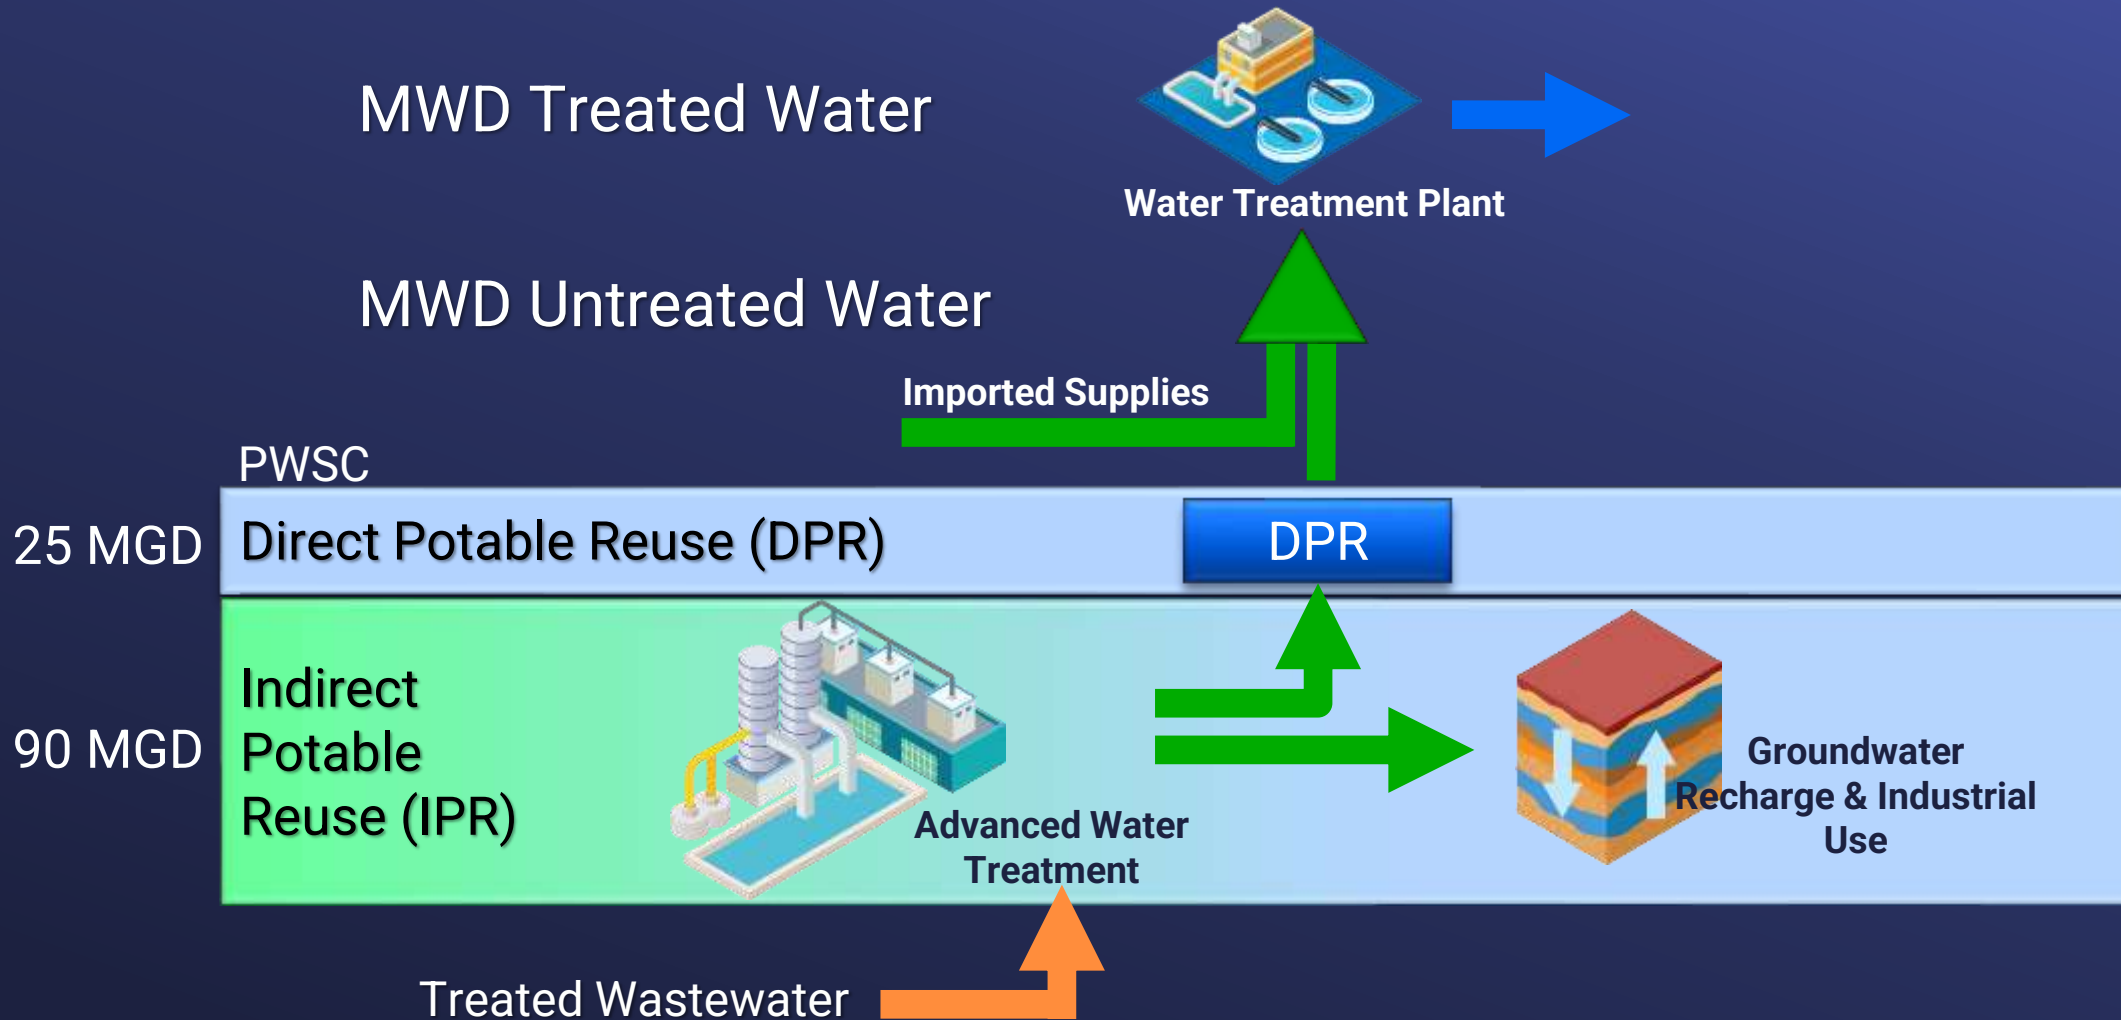 MWD Treated Water
Water Treatment Plant
MWD Untreated Water
Imported Supplies
PWSC
25 MGD
Direct Potable Reuse (DPR)
DPR
90 MGD
Indirect
Potable
Reuse (IPR)
Advanced Water
Treatment
Groundwater
Recharge & Industrial
Use
Treated Wastewater